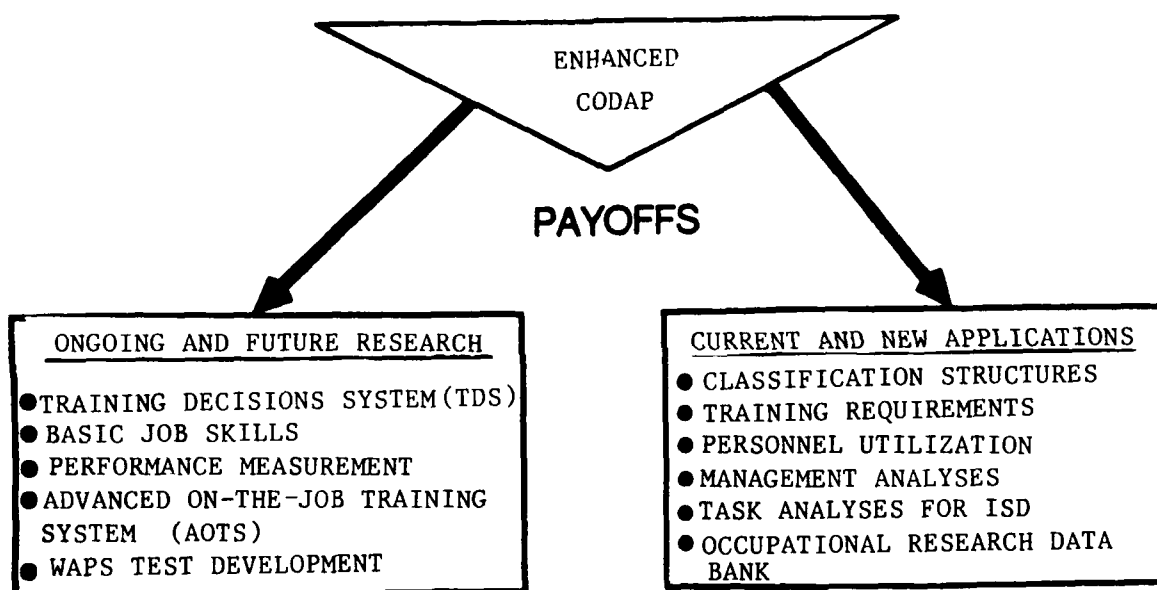 ENHANCED
CODAP
PAYOFFS
ONGOING AND FUTURE RESEARCH
● TRAINING DECISIONS SYSTEM (TDS)
● BASIC JOB SKILLS
● PERFORMANCE MEASUREMENT
● ADVANCED ON-THE-JOB TRAINING
SYSTEM (AOTS)
● WAPS TEST DEVELOPMENT
CURRENT AND NEW APPLICATIONS
● CLASSIFICATION STRUCTURES
● TRAINING REQUIREMENTS
● PERSONNEL UTILIZATION
● MANAGEMENT ANALYSES
● TASK ANALYSES FOR ISD
● OCCUPATIONAL RESEARCH DATA
BANK